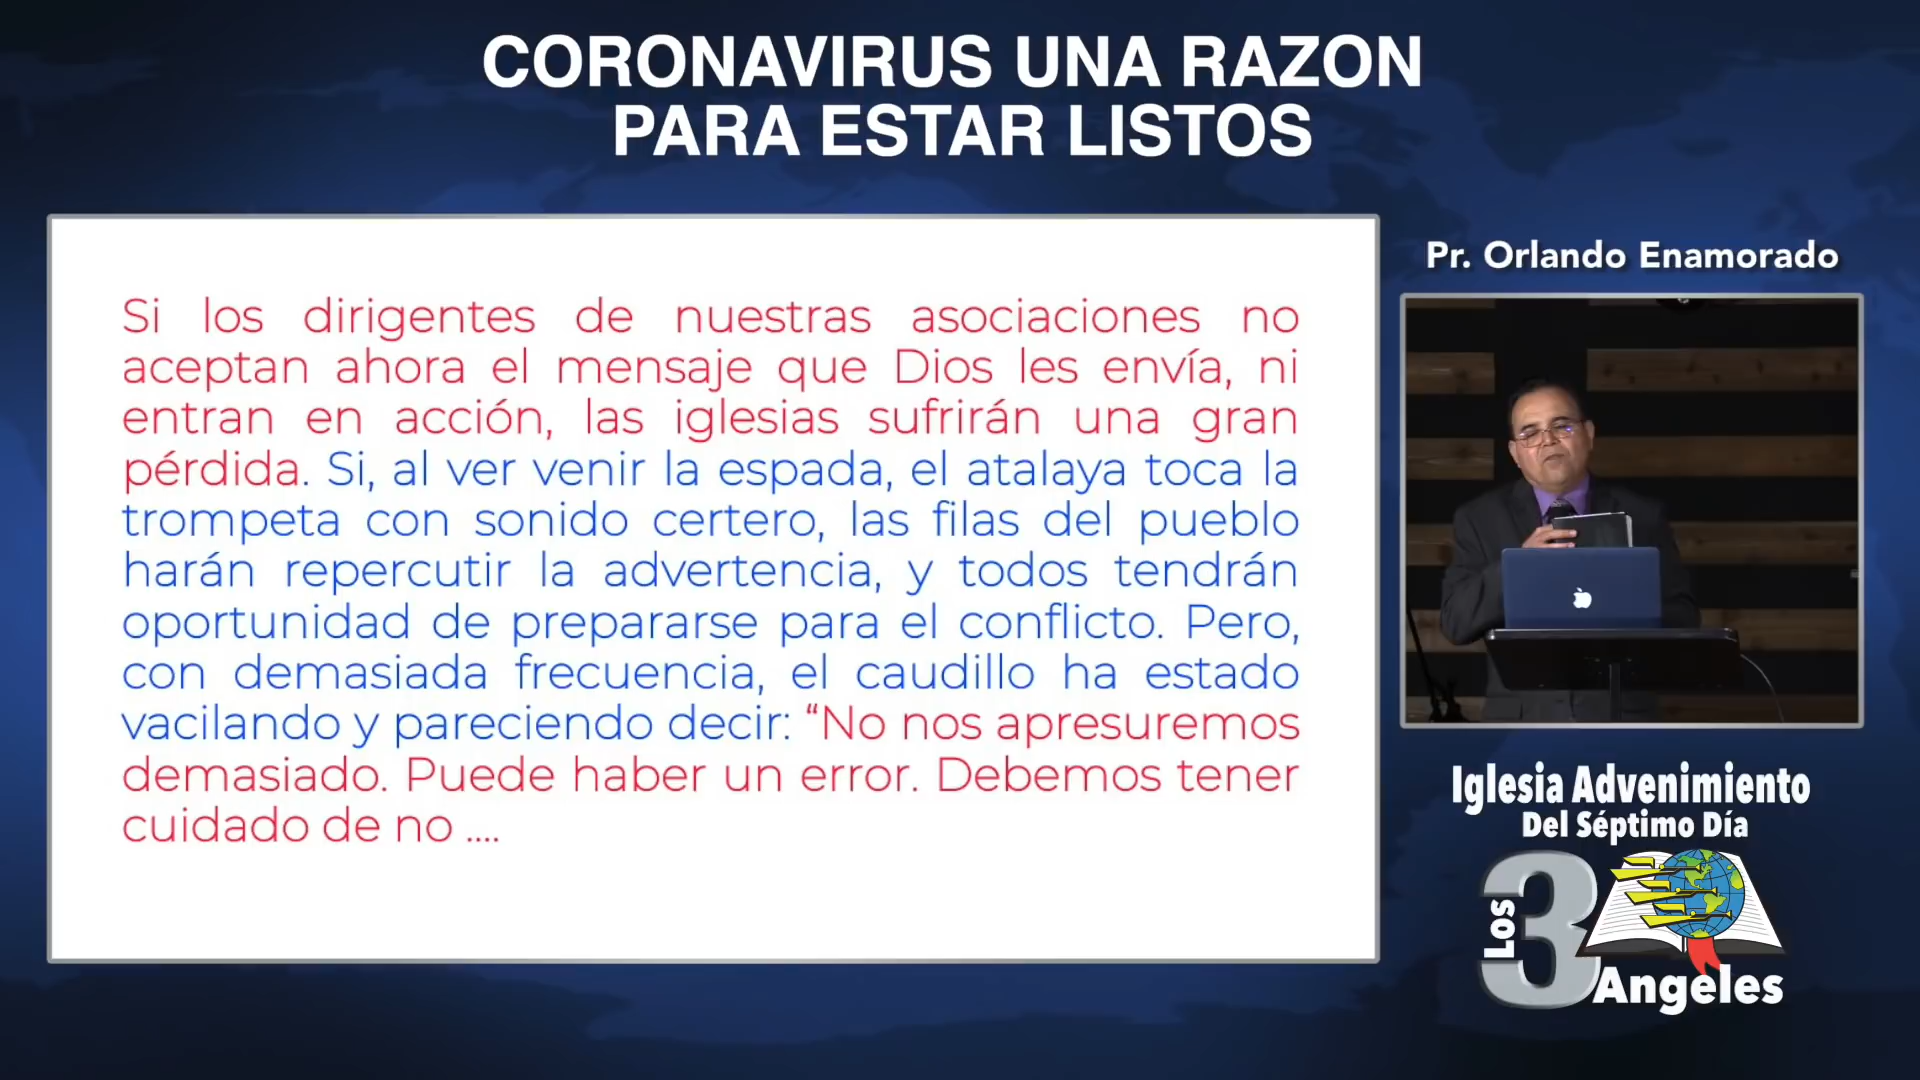 CORONAVIRUS UNA RAZON
PARA ESTAR LISTOS
Si los dirigentes de nuestras asociaciones no
aceptan ahora el mensaje que Dios les envía, ni
entran en acción, las iglesias sufrirán una gran
pérdida. Si, al ver venir la espada, el atalaya toca la
trompeta con sonido certero, las filas del pueblo
harán repercutir la advertencia, y todos tendrán
oportunidad de prepararse para el conflicto. Pero,
con demasiada frecuencia, el caudillo ha estado
vacilando y pareciendo decir: “No nos apresuremos
demasiado. Puede haber un error. Debemos tener
cuidado de no ....
Pr. Orlando Enamorado
Iglesia Advenimiento
Del Séptimo Día
Los 3
Angeles